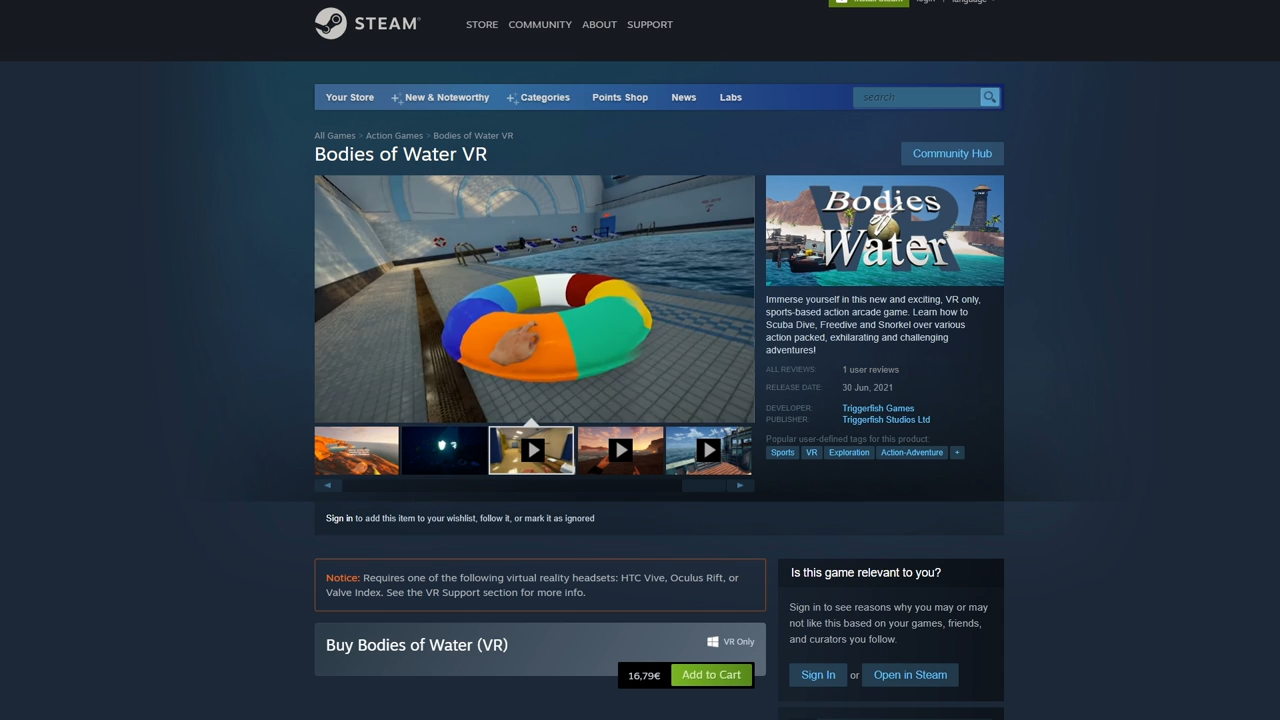 STEAM
STORE COMMUNITY ABOUT SUPPORT
Your Store New & Noteworthy Categories Points Shop News Labs search
All Games > Action Games > Bodies of Water VR
Bodies of Water VR
Community Hub
VR
Bodies
of
Water
Immerse yourself in this new and exciting, VR only,
sports-based action arcade game. Learn how to
Scuba Dive, Freedive and Snorkel over various
action packed, exhilarating and challenging
adventures!
ALL REVIEWS: 1 user reviews
RELEASE DATE: 30 Jun, 2021
DEVELOPER: Triggerfish Games
PUBLISHER: Triggerfish Studios Ltd
Popular user-defined tags for this product:
Sports VR Exploration Action-Adventure +
Sign in to add this item to your wishlist, follow it, or mark it as ignored
Notice: Requires one of the following virtual reality headsets: HTC Vive, Oculus Rift, or
Valve Index. See the VR Support section for more info.
Buy Bodies of Water (VR)
VR Only
16,79€ Add to Cart
Is this game relevant to you?
Sign in to see reasons why you may or may
not like this based on your games, friends,
and curators you follow.
Sign In or Open in Steam